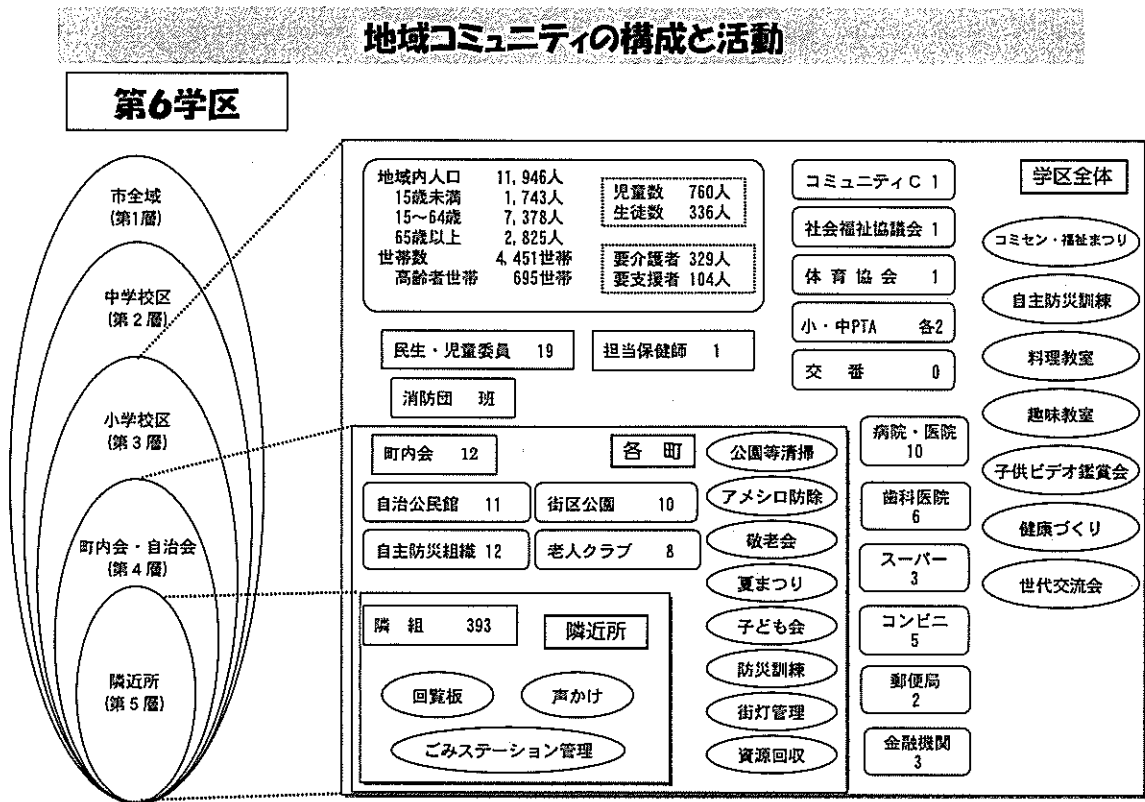 地域コミュニティの構成と活動
第6学区
市全域
(第1層)
中学校区
(第2層)
小学校区
(第3層)
町内会・自治会
(第4層)
隣近所
(第5層)
地域内人口 11,946人
15歳未満 1,743人
15～64歳 7,378人
65歳以上 2,825人
世帯数 4,451世帯
高齢者世帯 695世帯
児童数 760人
生徒数 336人
要介護者 329人
要支援者 104人
民生・児童委員 19
担当保健師 1
消防団 班
コミュニティC 1
社会福祉協議会 1
体育協会 1
小・中PTA 各2
交番 0
学区全体
コミセン・福祉まつり
自主防災訓練
料理教室
趣味教室
子供ビデオ鑑賞会
健康づくり
世代交流会
病院・医院
10
歯科医院
6
スーパー
3
コンビニ
5
郵便局
2
金融機関
3
町内会 12
各町
自治公民館 11
街区公園 10
自主防災組織 12
老人クラブ 8
公園等清掃
アメシロ防除
敬老会
夏まつり
子ども会
防災訓練
街灯管理
資源回収
隣組 393
隣近所
回覧板
声かけ
ごみステーション管理